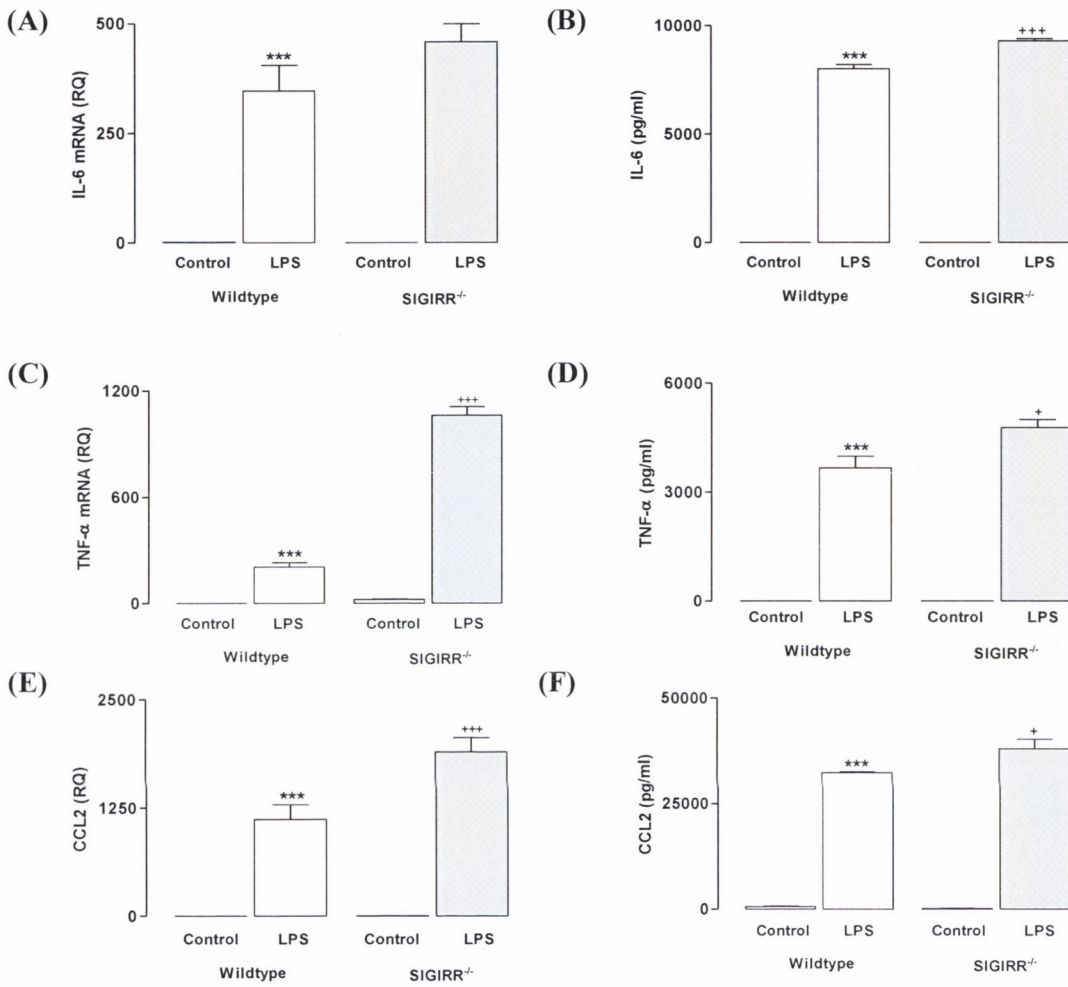 (A)
500
250
0
IL-6 mRNA (RQ)
***
Control LPS Control LPS
Wildtype SIGIRR-/-
(B)
10000
5000
0
IL-6 (pg/ml)
***
+++
Control LPS Control LPS
Wildtype SIGIRR-/-
(C)
1200
600
0
TNF-α mRNA (RQ)
***
+++
Control LPS Control LPS
Wildtype SIGIRR-/-
(D)
6000
3000
0
TNF-α (pg/ml)
***
+
Control LPS Control LPS
Wildtype SIGIRR-/-
(E)
2500
1250
0
CCL2 (RQ)
***
+++
Control LPS Control LPS
Wildtype SIGIRR-/-
(F)
50000
25000
0
CCL2 (pg/ml)
***
+
Control LPS Control LPS
Wildtype SIGIRR-/-